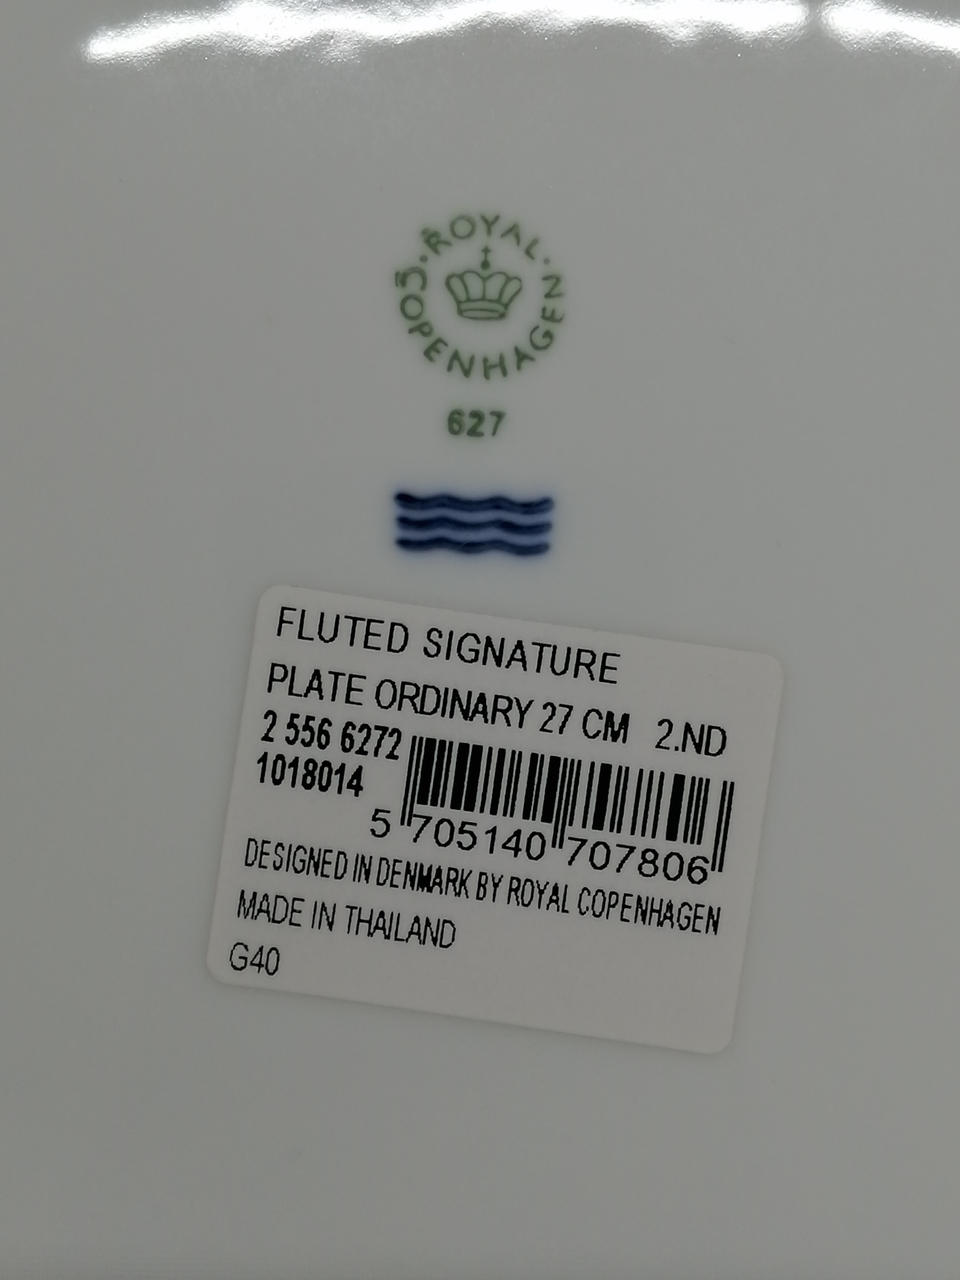 ROYAL
COPENHAGEN
627
FLUTED SIGNATURE
PLATE ORDINARY 27 CM 2.ND
2 556 6272
1018014
5 705140 707806
DESIGNED IN DENMARK BY ROYAL COPENHAGEN
MADE IN THAILAND
G40